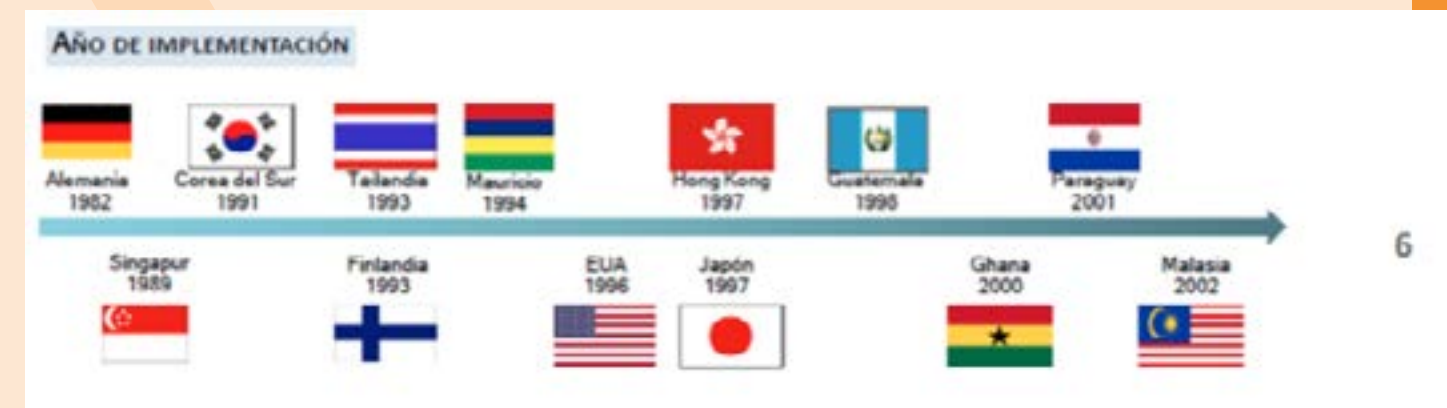 AÑO DE IMPLEMENTACIÓN
Alemania
1982
Corea del Sur
1991
Tailandia
1993
Mauricio
1994
Hong Kong
1997
Guatemala
1998
Paraguay
2001
Singapur
1989
Finlandia
1993
EUA
1996
Japón
1997
Ghana
2000
Malasia
2002
6